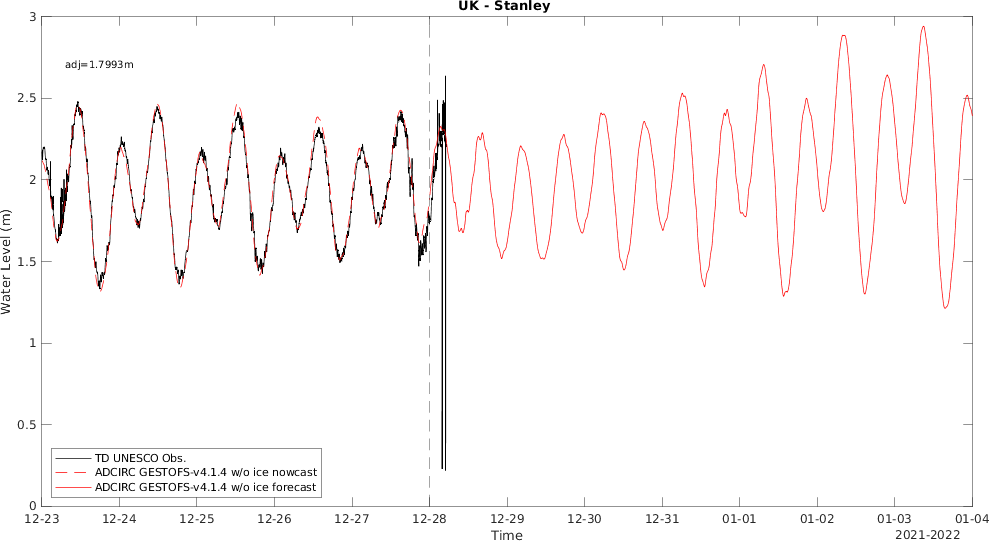 UK - Stanley
adj=1.7993m
3
2.5
2
1.5
1
0.5
0
Water Level (m)
TD UNESCO Obs.
ADCIRC GESTOFS-v4.1.4 w/o ice nowcast
ADCIRC GESTOFS-v4.1.4 w/o ice forecast
12-23 12-24 12-25 12-26 12-27 12-28 12-29 12-30 12-31 01-01 01-02 01-03 01-04
Time
2021-2022